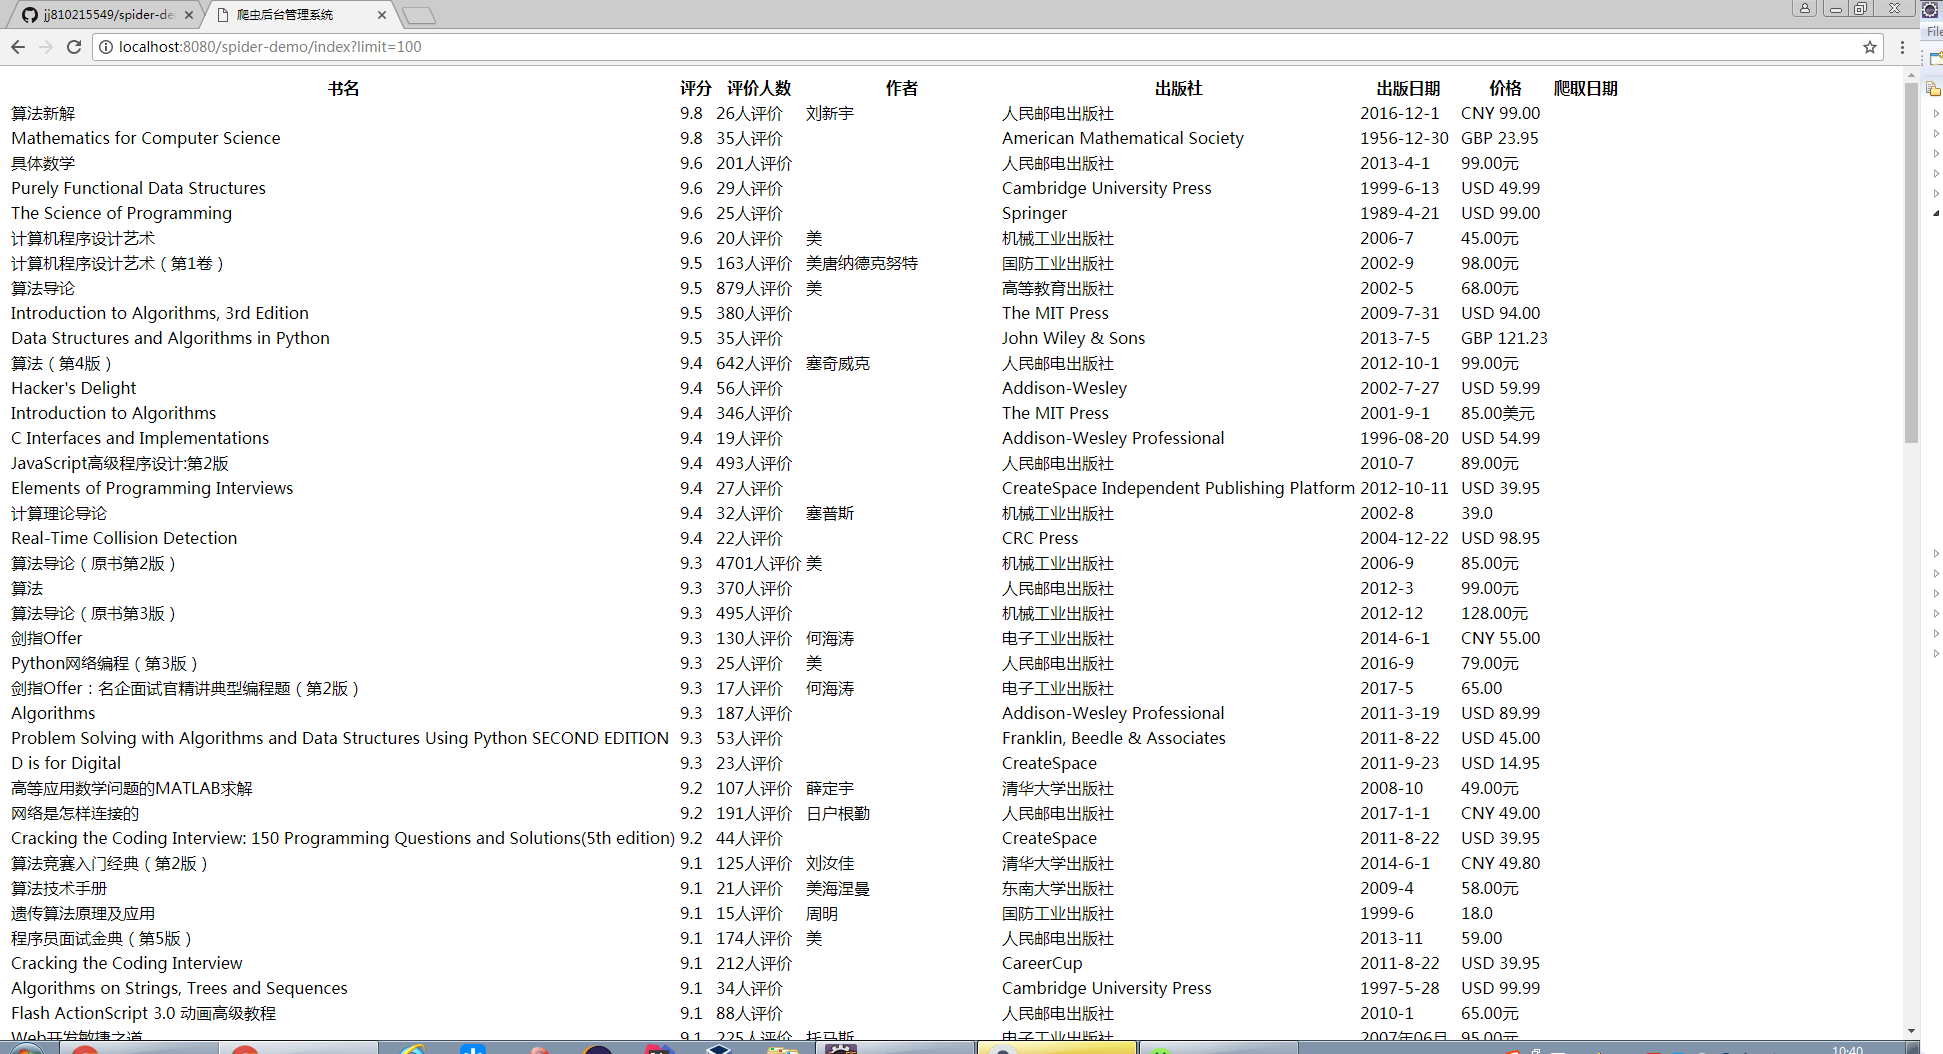 jj810215549/spider-de
爬虫后台管理系统
localhost:8080/spider-demo/index?limit=100
File
书名 评分 评价人数 作者 出版社 出版日期 价格 爬取日期
算法新解 9.8 26人评价 刘新宇 人民邮电出版社 2016-12-1 CNY 99.00
Mathematics for Computer Science 9.8 35人评价 American Mathematical Society 1956-12-30 GBP 23.95
具体数学 9.6 201人评价 人民邮电出版社 2013-4-1 99.00元
Purely Functional Data Structures 9.6 29人评价 Cambridge University Press 1999-6-13 USD 49.99
The Science of Programming 9.6 25人评价 Springer 1989-4-21 USD 99.00
计算机程序设计艺术 9.6 20人评价 美 机械工业出版社 2006-7 45.00元
计算机程序设计艺术（第1卷） 9.5 163人评价 美唐纳德克努特 国防工业出版社 2002-9 98.00元
算法导论 9.5 879人评价 美 高等教育出版社 2002-5 68.00元
Introduction to Algorithms, 3rd Edition 9.5 380人评价 The MIT Press 2009-7-31 USD 94.00
Data Structures and Algorithms in Python 9.5 35人评价 John Wiley & Sons 2013-7-5 GBP 121.23
算法（第4版） 9.4 642人评价 塞奇威克 人民邮电出版社 2012-10-1 99.00元
Hacker's Delight 9.4 56人评价 Addison-Wesley 2002-7-27 USD 59.99
Introduction to Algorithms 9.4 346人评价 The MIT Press 2001-9-1 85.00美元
C Interfaces and Implementations 9.4 19人评价 Addison-Wesley Professional 1996-08-20 USD 54.99
JavaScript高级程序设计:第2版 9.4 493人评价 人民邮电出版社 2010-7 89.00元
Elements of Programming Interviews 9.4 27人评价 CreateSpace Independent Publishing Platform 2012-10-11 USD 39.95
计算理论导论 9.4 32人评价 塞普斯 机械工业出版社 2002-8 39.0
Real-Time Collision Detection 9.4 22人评价 CRC Press 2004-12-22 USD 98.95
算法导论（原书第2版） 9.3 4701人评价 美 机械工业出版社 2006-9 85.00元
算法 9.3 370人评价 人民邮电出版社 2012-3 99.00元
算法导论（原书第3版） 9.3 495人评价 机械工业出版社 2012-12 128.00元
剑指Offer 9.3 130人评价 何海涛 电子工业出版社 2014-6-1 CNY 55.00
Python网络编程（第3版） 9.3 25人评价 美 人民邮电出版社 2016-9 79.00元
剑指Offer：名企面试官精讲典型编程题（第2版） 9.3 17人评价 何海涛 电子工业出版社 2017-5 65.00
Algorithms 9.3 187人评价 Addison-Wesley Professional 2011-3-19 USD 89.99
Problem Solving with Algorithms and Data Structures Using Python SECOND EDITION 9.3 53人评价 Franklin, Beedle & Associates 2011-8-22 USD 45.00
D is for Digital 9.3 23人评价 CreateSpace 2011-9-23 USD 14.95
高等应用数学问题的MATLAB求解 9.2 107人评价 薛定宇 清华大学出版社 2008-10 49.00元
网络是怎样连接的 9.2 191人评价 日户根勤 人民邮电出版社 2017-1-1 CNY 49.00
Cracking the Coding Interview: 150 Programming Questions and Solutions(5th edition) 9.2 44人评价 CreateSpace 2011-8-22 USD 39.95
算法竞赛入门经典（第2版） 9.1 125人评价 刘汝佳 清华大学出版社 2014-6-1 CNY 49.80
算法技术手册 9.1 21人评价 美海涅曼 东南大学出版社 2009-4 58.00元
遗传算法原理及应用 9.1 15人评价 周明 国防工业出版社 1999-6 18.0
程序员面试金典（第5版） 9.1 174人评价 美 人民邮电出版社 2013-11 59.00
Cracking the Coding Interview 9.1 212人评价 CareerCup 2011-8-22 USD 39.95
Algorithms on Strings, Trees and Sequences 9.1 34人评价 Cambridge University Press 1997-5-28 USD 99.99
Flash ActionScript 3.0 动画高级教程 9.1 88人评价 人民邮电出版社 2010-1 65.00元
Web开发敏捷之道 9.1 225人评价 托马斯 电子工业出版社 2007年06月 95.00元
10:40